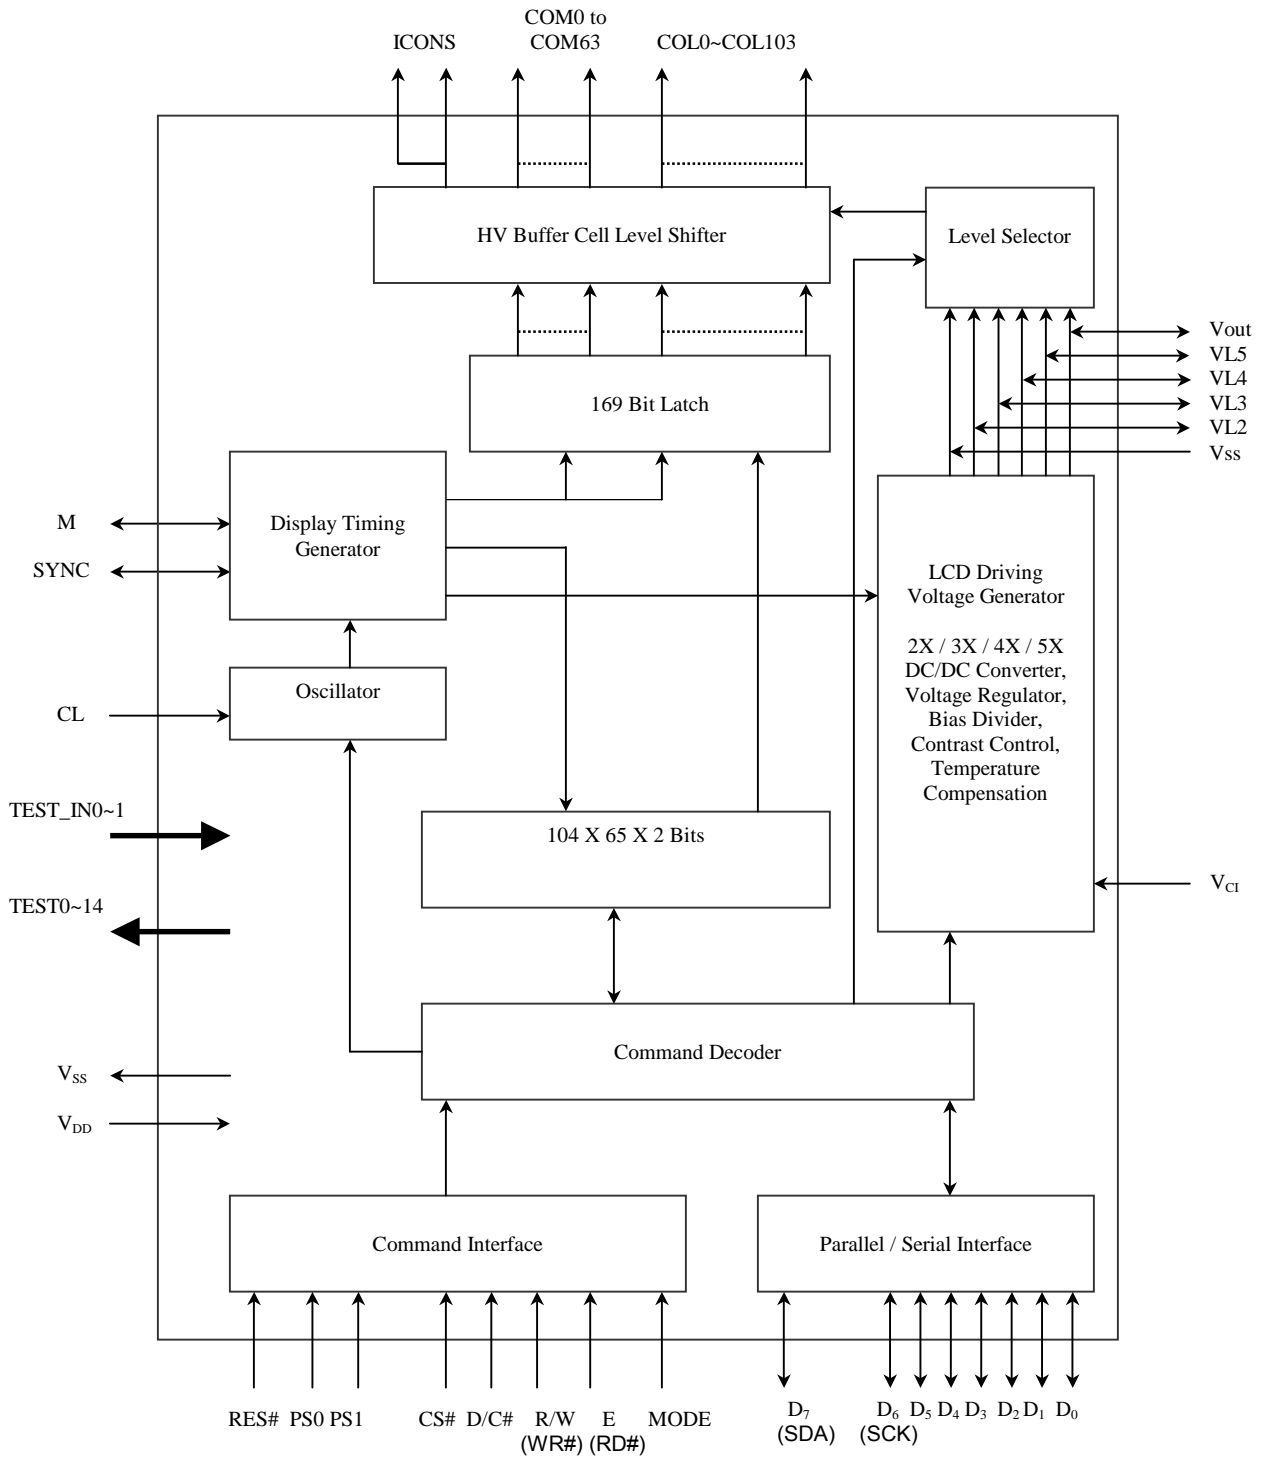 COM0 to
ICONS
COM63
COL0~COL103
HV Buffer Cell Level Shifter
Level Selector
Vout
VL5
VL4
VL3
VL2
Vss
169 Bit Latch
M
SYNC
Display Timing
Generator
LCD Driving
Voltage Generator
2X / 3X / 4X / 5X
DC/DC Converter,
Voltage Regulator,
Bias Divider,
Contrast Control,
Temperature
Compensation
Oscillator
CL
TEST_IN0~1
104 X 65 X 2 Bits
VCI
TEST0~14
Command Decoder
VSS
VDD
Command Interface
Parallel / Serial Interface
RES#
PS0
PS1
CS#
D/C#
R/W
(WR#)
E
(RD#)
MODE
D7
(SDA)
D6
(SCK)
D5
D4
D3
D2
D1
D0